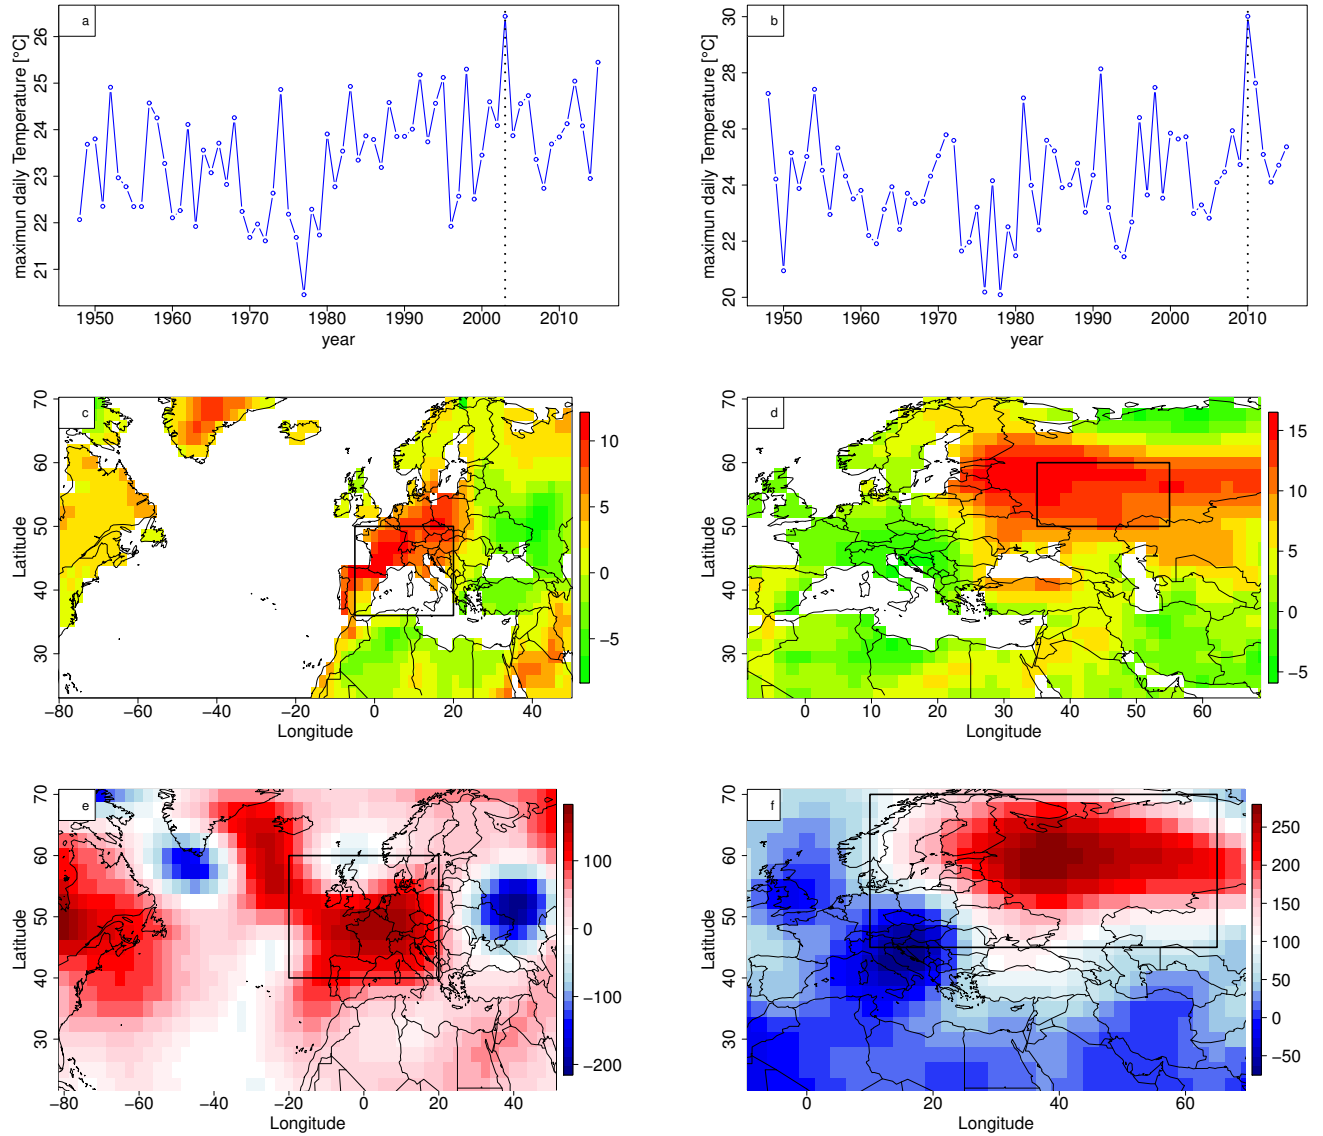 a
maximun daily Temperature [°C]
26
25
24
23
22
21
1950 1960 1970 1980 1990 2000 2010
year
b
maximun daily Temperature [°C]
30
28
26
24
22
20
1950 1960 1970 1980 1990 2000 2010
year
c
Latitude
70
60
50
40
30
−80 −60 −40 −20 0 20 40
Longitude
10
5
0
−5
d
Latitude
70
60
50
40
30
0 10 20 30 40 50 60
Longitude
15
10
5
0
−5
e
Latitude
70
60
50
40
30
−80 −60 −40 −20 0 20 40
Longitude
100
0
−100
−200
f
Latitude
70
60
50
40
30
0 20 40 60
Longitude
250
200
150
100
50
0
−50